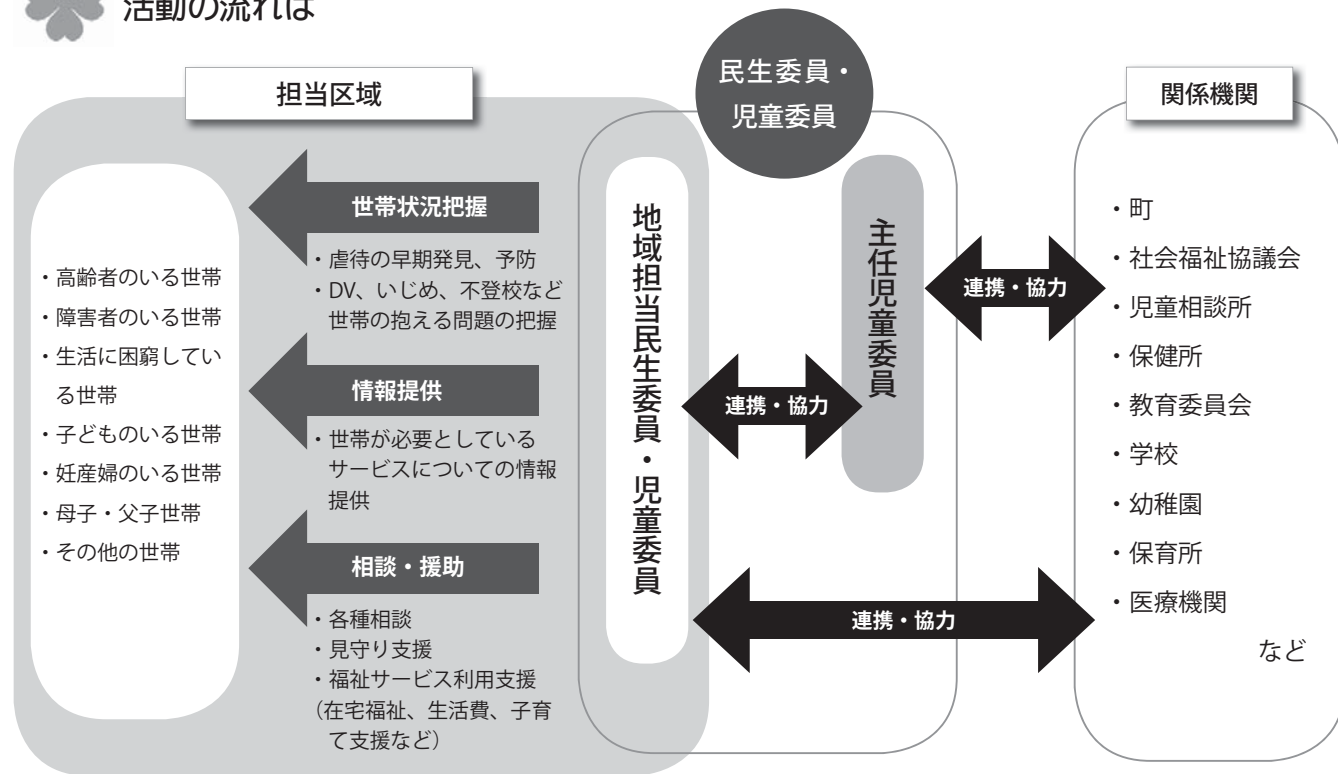 活動の流れは
担当区域
・高齢者のいる世帯
・障害者のいる世帯
・生活に困窮してい
る世帯
・子どものいる世帯
・妊産婦のいる世帯
・母子・父子世帯
・その他の世帯
世帯状況把握
・虐待の早期発見、予防
・DV、いじめ、不登校など
世帯の抱える問題の把握
情報提供
・世帯が必要としている
サービスについての情報
提供
相談・援助
・各種相談
・見守り支援
・福祉サービス利用支援
（在宅福祉、生活費、子育
て支援など）
民生委員・
児童委員
地域担当民生委員・児童委員
連携・協力
主任児童委員
連携・協力
連携・協力
関係機関
・町
・社会福祉協議会
・児童相談所
・保健所
・教育委員会
・学校
・幼稚園
・保育所
・医療機関
など